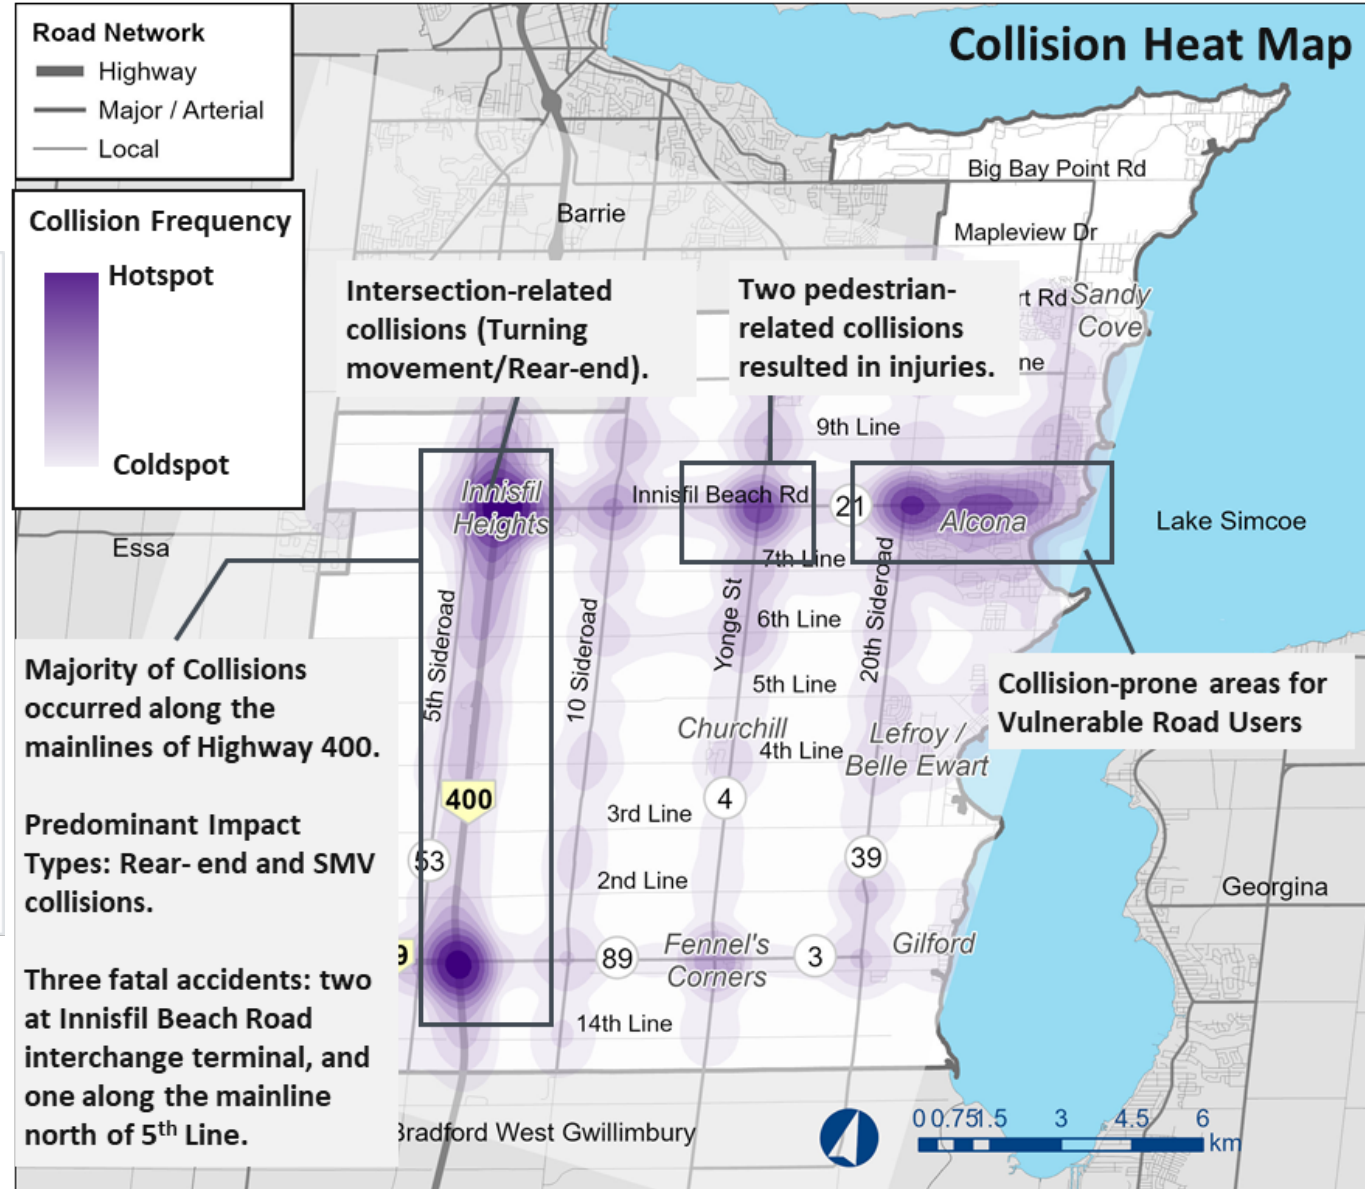 Collision Heat Map
Road Network
Highway
Major / Arterial
Local
Collision Frequency
Hotspot
Coldspot
Big Bay Point Rd
Barrie
Mapleview Dr
Intersection-related
collisions (Turning
movement/Rear-end).
Two pedestrian-
related collisions
resulted in injuries.
rt Rd
Sandy
Cove
ne
9th Line
Innisfil
Heights
Innisfil Beach Rd
21
Alcona
Lake Simcoe
Essa
7th Line
5th Sideroad
10 Sideroad
Yonge St
20th Sideroad
6th Line
5th Line
Majority of Collisions
occurred along the
mainlines of Highway 400.
Predominant Impact
Types: Rear- end and SMV
collisions.
Three fatal accidents: two
at Innisfil Beach Road
interchange terminal, and
one along the mainline
north of 5th Line.
Collision-prone areas for
Vulnerable Road Users
Churchill
4th Line
Lefroy /
Belle Ewart
400
4
3rd Line
53
39
2nd Line
Georgina
9
89
Fennel's
Corners
3
Gilford
14th Line
Bradford West Gwillimbury
0 0.75 1.5 3 4.5 6
km